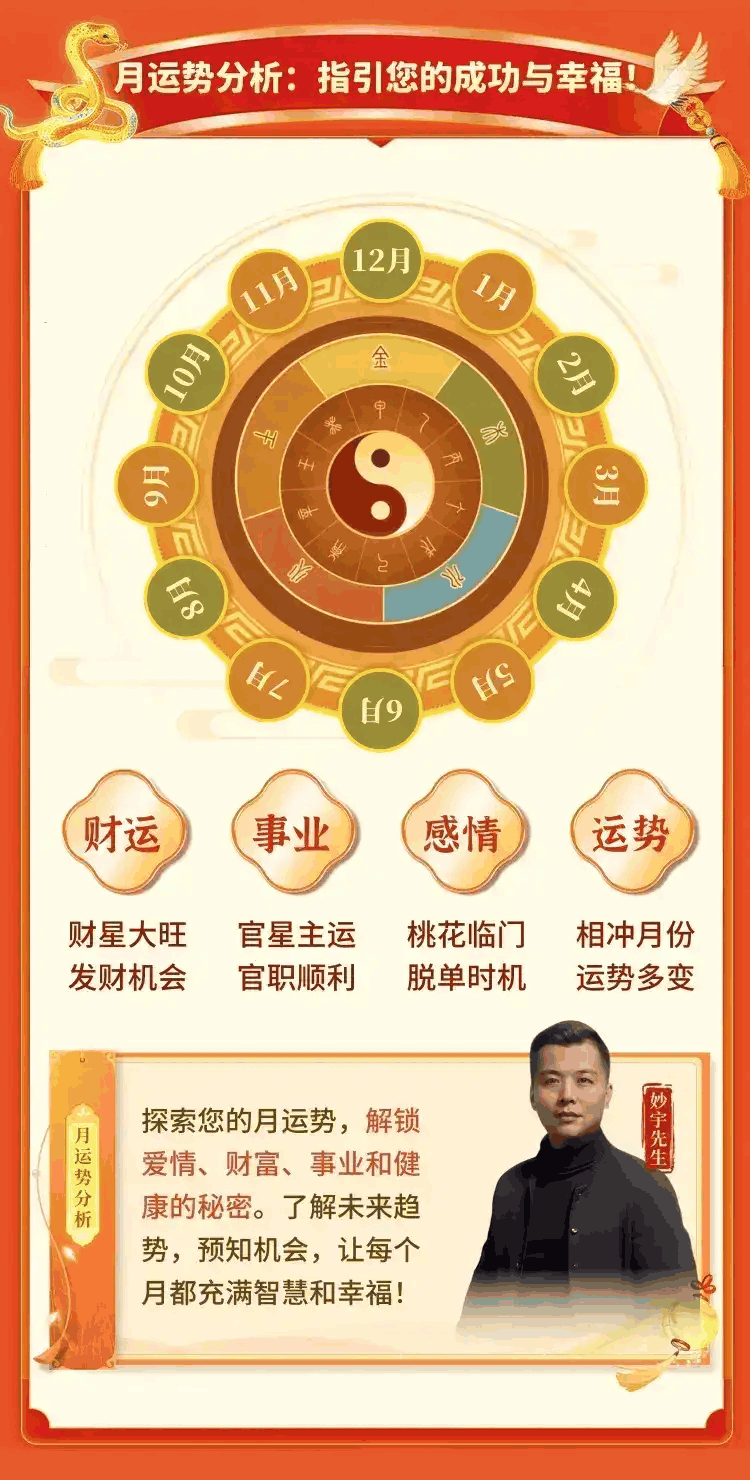 月运势分析：指引您的成功与幸福！
12月
1月
2月
3月
4月
5月
6月
7月
8月
9月
10月
11月
金
甲
乙
丙
丁
戊
己
庚
辛
壬
癸
财运
事业
感情
运势
财星大旺
发财机会
官星主运
官职顺利
桃花临门
脱单时机
相冲月份
运势多变
月运势分析
探索您的月运势，解锁
爱情、财富、事业和健
康的秘密。了解未来趋
势，预知机会，让每个
月都充满智慧和幸福！
妙宇先生